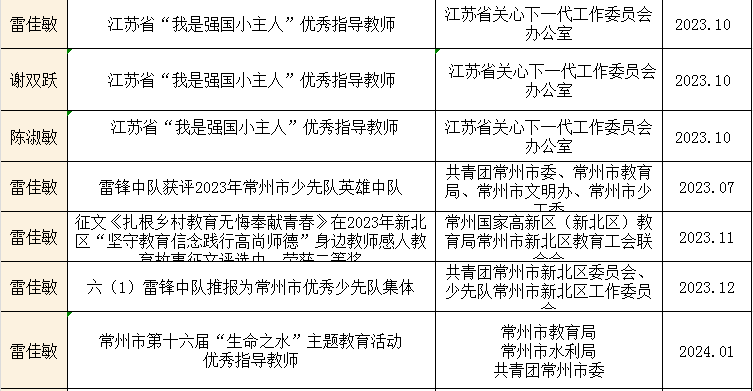 雷佳敏 江苏省“我是强国小主人”优秀指导教师 江苏省关心下一代工作委员会办公室 2023.10
谢双跃 江苏省“我是强国小主人”优秀指导教师 江苏省关心下一代工作委员会办公室 2023.10
陈淑敏 江苏省“我是强国小主人”优秀指导教师 江苏省关心下一代工作委员会办公室 2023.10
雷佳敏 雷锋中队获评2023年常州市少先队英雄中队 共青团常州市委、常州市教育局、常州市文明办、常州市少工委 2023.07
雷佳敏 征文《扎根乡村教育无悔奉献青春》在2023年新北区“坚守教育信念践行高尚师德”身边教师感人教育故事征文评选中，荣获二等奖 常州国家高新区（新北区）教育局常州市新北区教育工会联合会 2023.11
雷佳敏 六（1）雷锋中队推报为常州市优秀少先队集体 共青团常州市新北区委员会、少先队常州市新北区工作委员会 2023.12
雷佳敏 常州市第十六届“生命之水”主题教育活动
优秀指导教师 常州市教育局
常州市水利局
共青团常州市委 2024.01